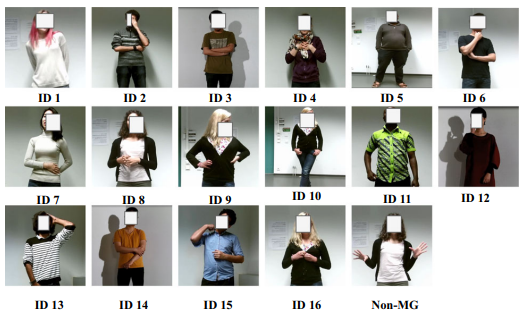 ID 1 ID 2 ID 3 ID 4 ID 5 ID 6
ID 7 ID 8 ID 9 ID 10 ID 11 ID 12
ID 13 ID 14 ID 15 ID 16 Non-MG